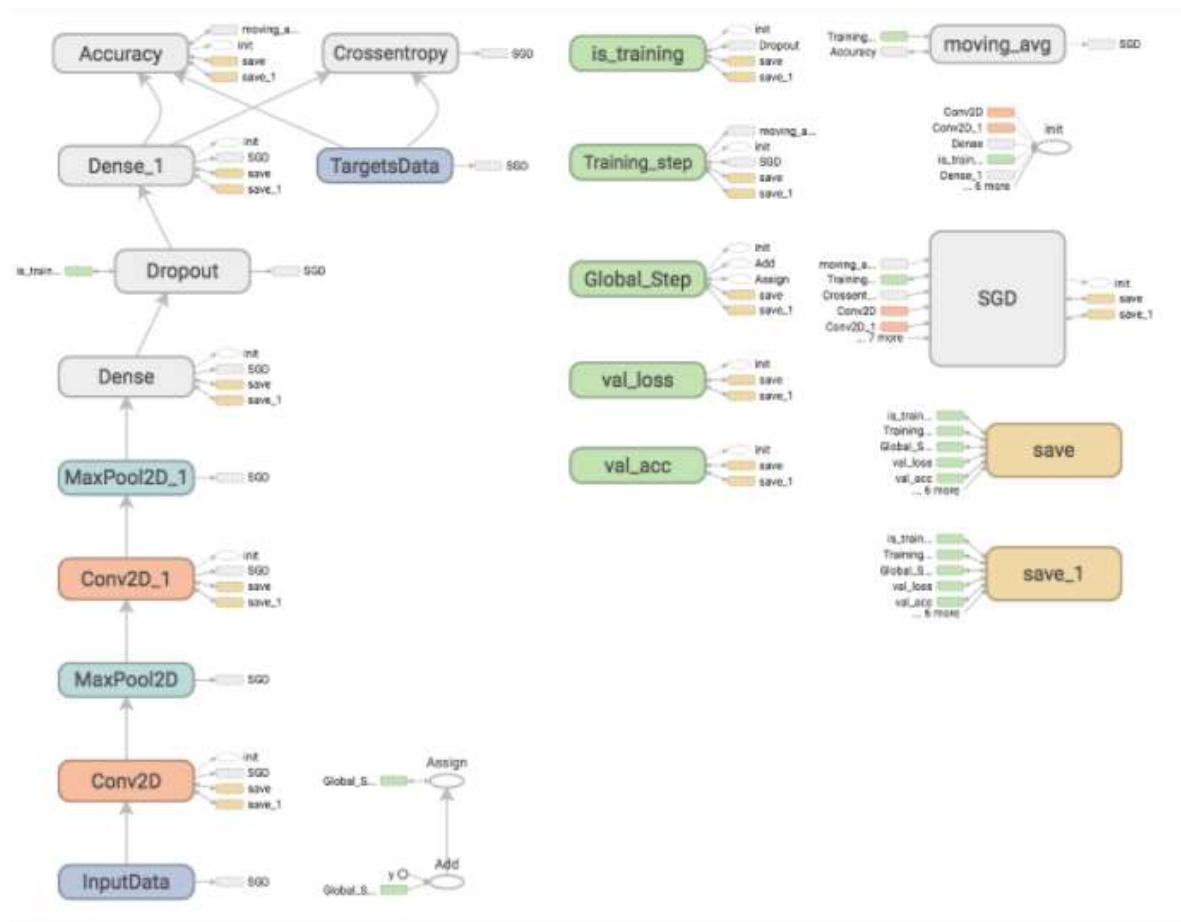 Accuracy
moving_a...
init
save
save_1
Crossentropy
SGD
Dense_1
init
SGD
save
save_1
TargetsData
SGD
is_train...
Dropout
SGD
Dense
init
SGD
save
save_1
MaxPool2D_1
SGD
Conv2D_1
init
SGD
save
save_1
MaxPool2D
SGD
Conv2D
init
SGD
save
save_1
InputData
SGD
Assign
Global_S...
Add
y
Global_S...
is_training
init
Dropout
save
save_1
Training_step
moving_a...
init
SGD
save
save_1
Global_Step
init
Add
Assign
save
save_1
val_loss
init
save
save_1
val_acc
init
save
save_1
Training...
Accuracy
moving_avg
SGD
Conv2D
Conv2D_1
Dense
is_train...
Dense_1
... 6 more
init
moving_a...
Training...
Crossent...
Conv2D
Conv2D_1
... 7 more
SGD
init
save
save_1
is_train...
Training...
Global_S...
val_loss
val_acc
... 6 more
save
is_train...
Training...
Global_S...
val_loss
val_acc
... 6 more
save_1